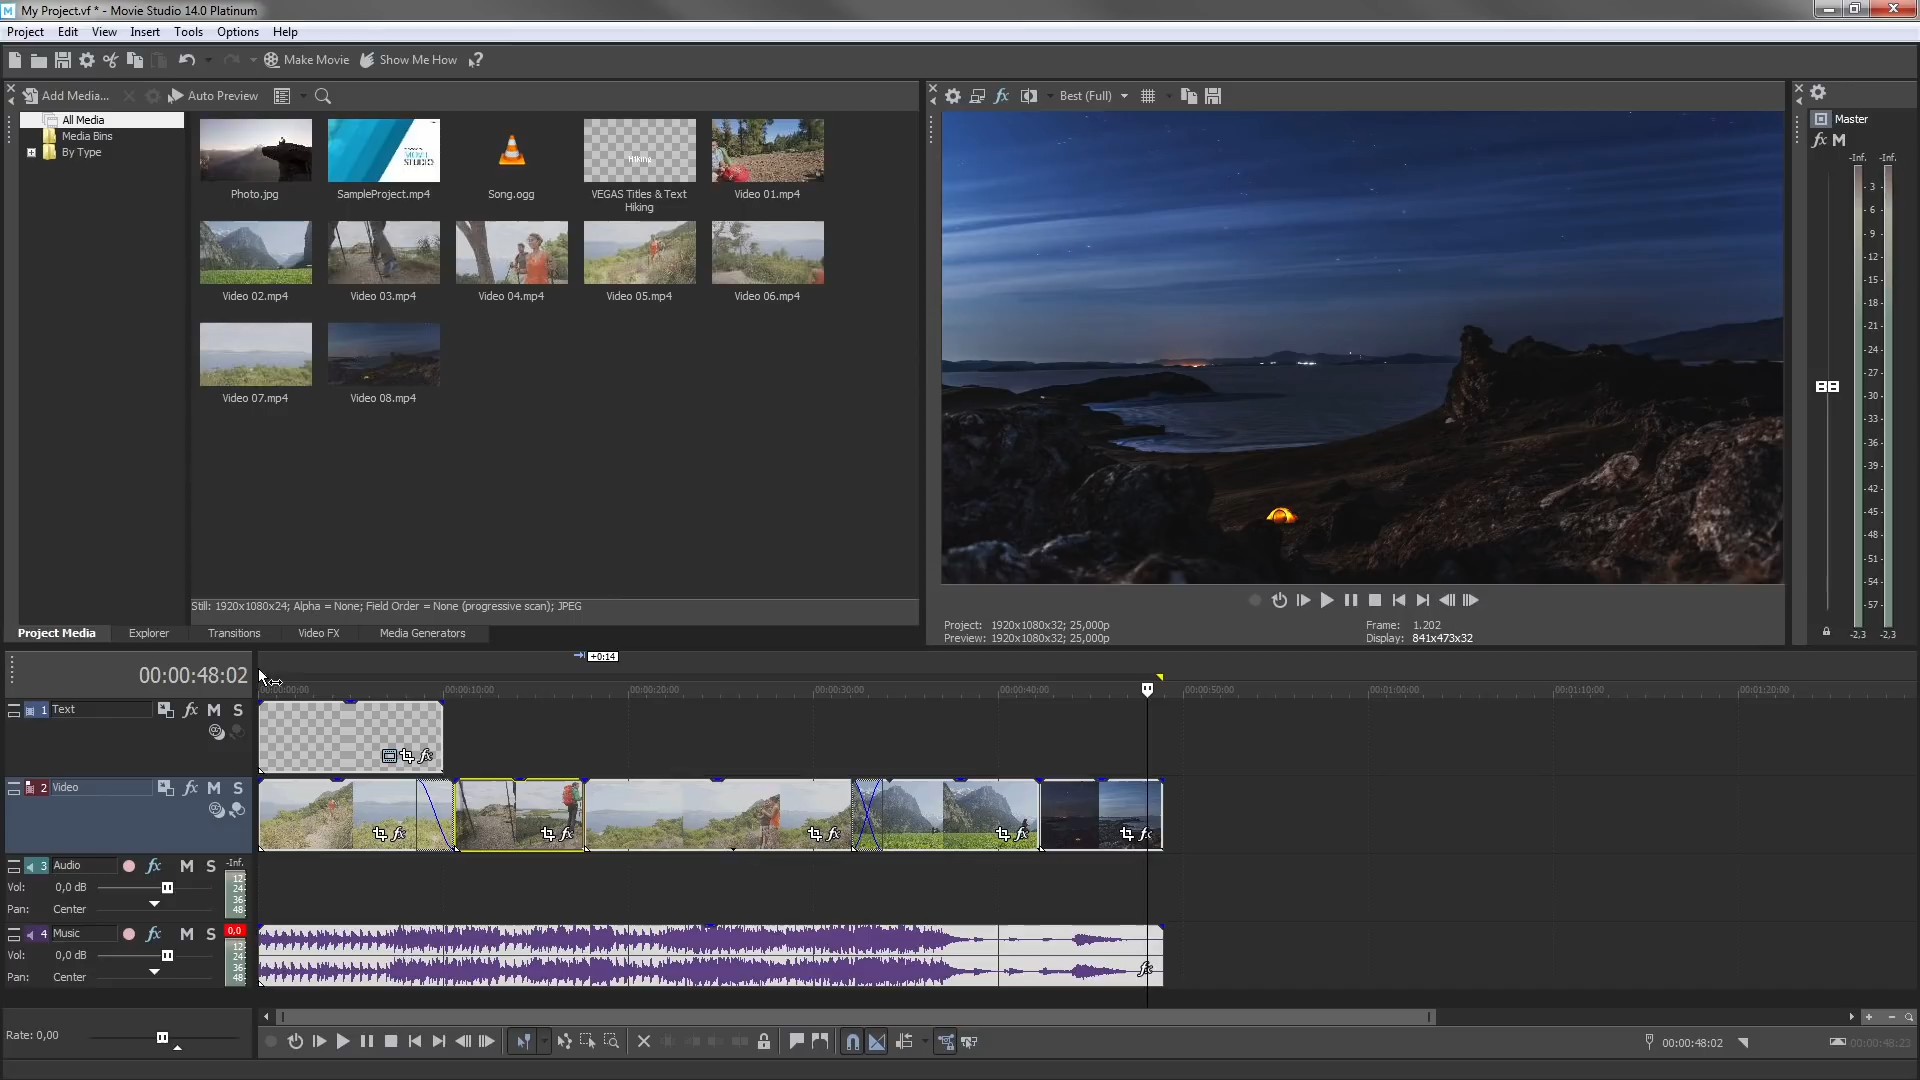 My Project.vf * - Movie Studio 14.0 Platinum
Project Edit View Insert Tools Options Help
Make Movie Show Me How
Add Media... Auto Preview
Best (Full)
All Media
Media Bins
By Type
MOVIE
STUDIO
Hiking
Photo.jpg SampleProject.mp4 Song.ogg VEGAS Titles & Text Video 01.mp4
Hiking
Video 02.mp4 Video 03.mp4 Video 04.mp4 Video 05.mp4 Video 06.mp4
Video 07.mp4 Video 08.mp4
Still: 1920x1080x24; Alpha = None; Field Order = None (progressive scan); JPEG
Project Media Explorer Transitions Video FX Media Generators
Project: 1920x1080x32; 25,000p Frame: 1.202
Preview: 1920x1080x32; 25,000p Display: 841x473x32
Master
fx M
-Inf. -Inf.
- 3 -
- 6 -
- 9 -
-12-
-15-
-18-
-21-
-24-
-27-
-30-
-33-
-36-
-39-
-42-
-45-
-48-
-51-
-54-
-57-
-2,3 -2,3
+0:14
00:00:48:02
00:00:00:00 00:00:10:00 00:00:20:00 00:00:30:00 00:00:40:00 00:00:50:00 00:01:00:00 00:01:10:00 00:01:20:00
1 Text fx M S
2 Video fx M S
3 Audio fx M S -Inf.
Vol: 0,0 dB
Pan: Center
12
24
36
48
4 Music fx M S 0,0
Vol: 0,0 dB
Pan: Center
12
24
36
48
Rate: 0,00
00:00:48:02 00:00:48:23